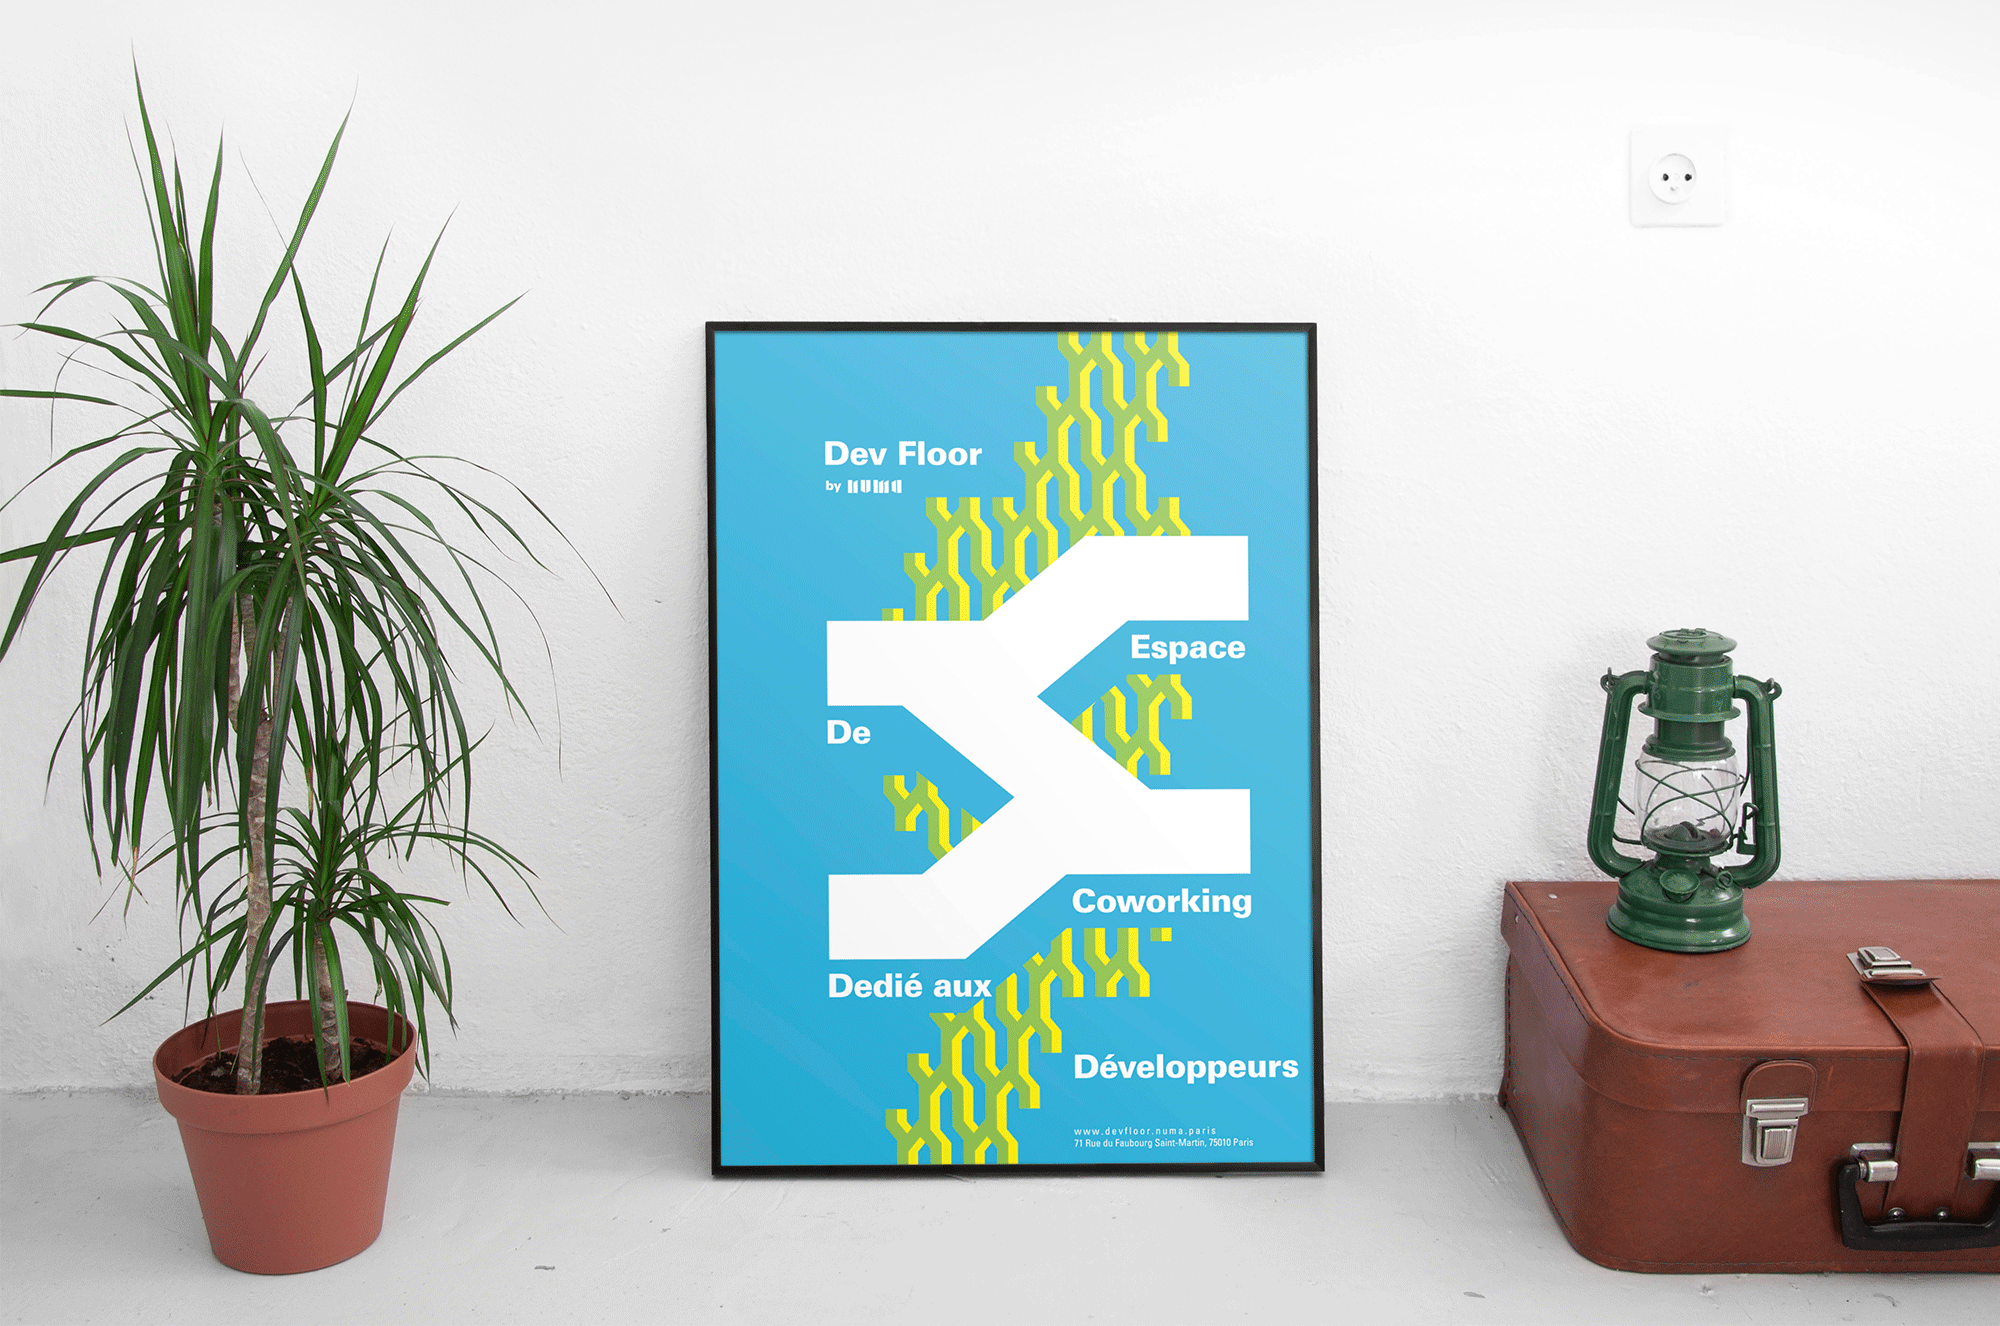 Dev Floor
by numa
Espace
De
Coworking
Dedié aux
Développeurs
www.devfloor.numa.paris
71 Rue du Faubourg Saint-Martin, 75010 Paris